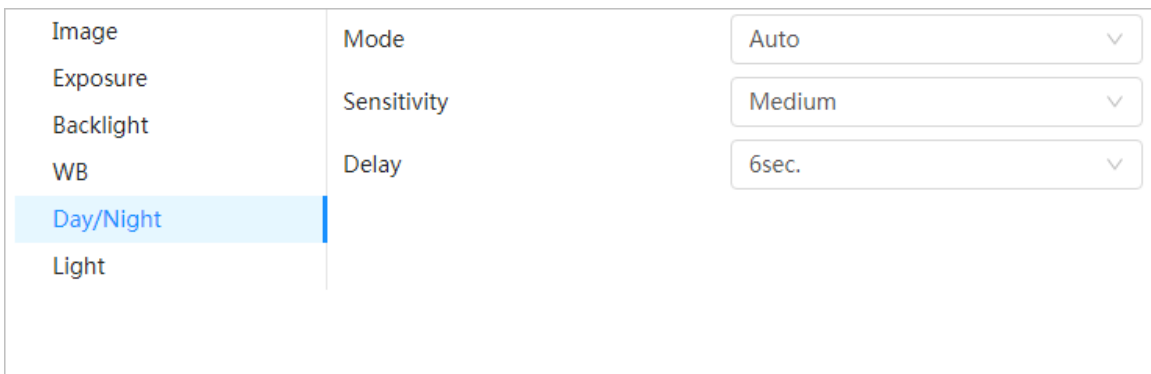 Image
Exposure
Backlight
WB
Day/Night
Light
Mode Auto
Sensitivity Medium
Delay 6sec.